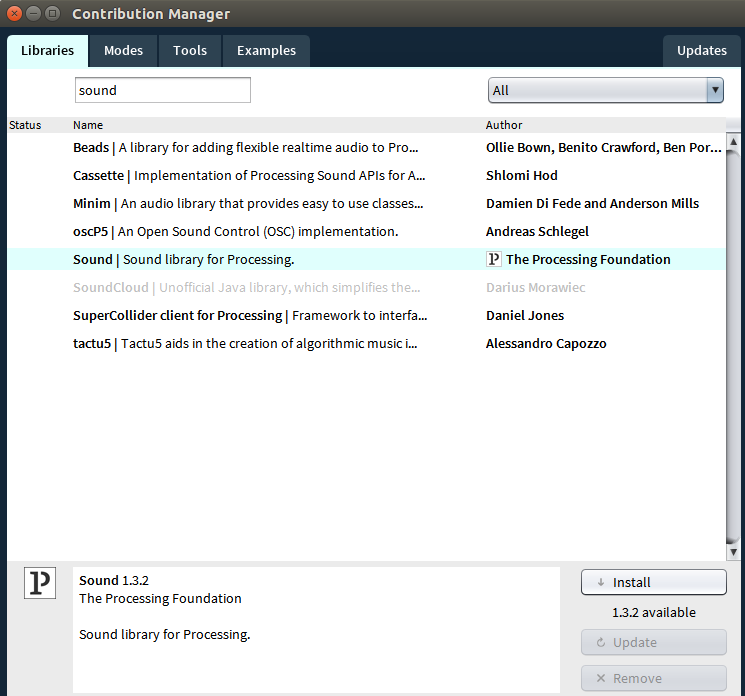 Contribution Manager
Libraries Modes Tools Examples Updates
sound All
Status Name Author
Beads | A library for adding flexible realtime audio to Pro... Ollie Bown, Benito Crawford, Ben Por...
Cassette | Implementation of Processing Sound APIs for A... Shlomi Hod
Minim | An audio library that provides easy to use classes... Damien Di Fede and Anderson Mills
oscP5 | An Open Sound Control (OSC) implementation. Andreas Schlegel
Sound | Sound library for Processing. The Processing Foundation
SoundCloud | Unofficial Java library, which simplifies the... Darius Morawiec
SuperCollider client for Processing | Framework to interfa... Daniel Jones
tactu5 | Tactu5 aids in the creation of algorithmic music i... Alessandro Capozzo
Sound 1.3.2
The Processing Foundation
Sound library for Processing.
Install
1.3.2 available
Update
Remove